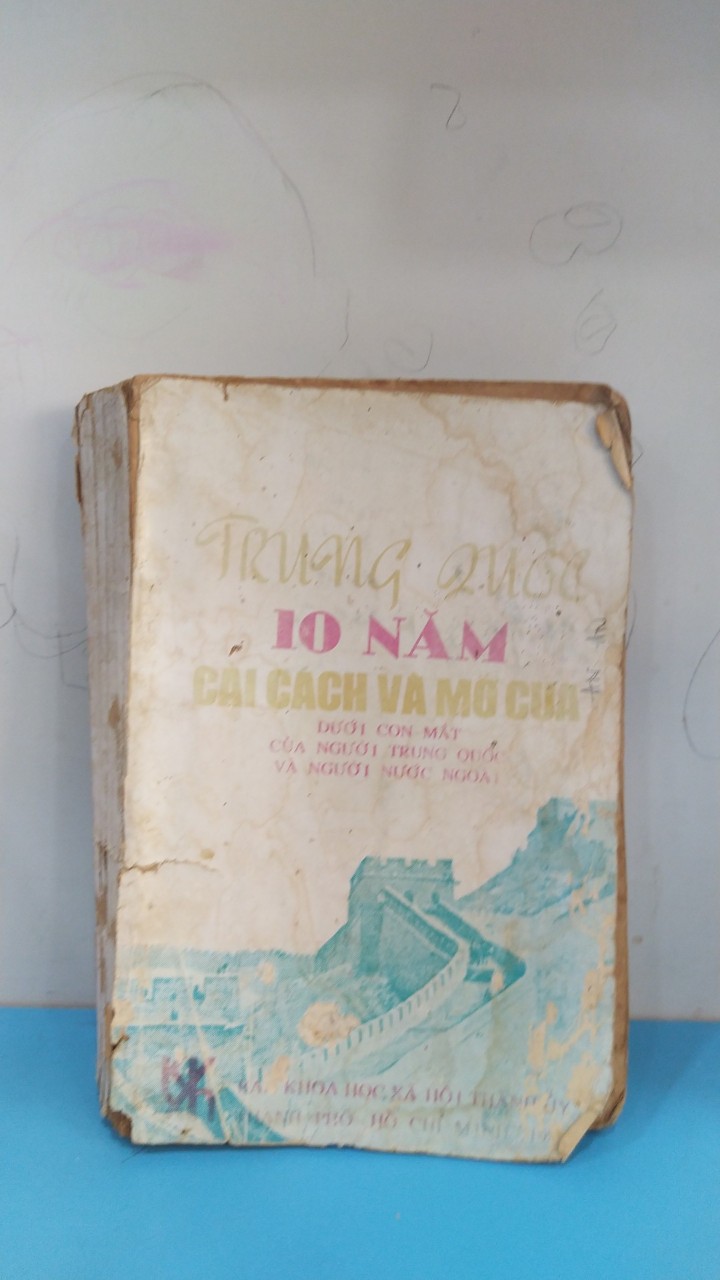 TRUNG QUỐC
10 NĂM
CẢI CÁCH VÀ MỞ CỬA
DƯỚI CON MẮT
CỦA NGƯỜI TRUNG QUỐC
VÀ NGƯỜI NƯỚC NGOÀI
KHOA HỌC XÃ HỘI THÀNH ỦY
THÀNH PHỐ HỒ CHÍ MINH